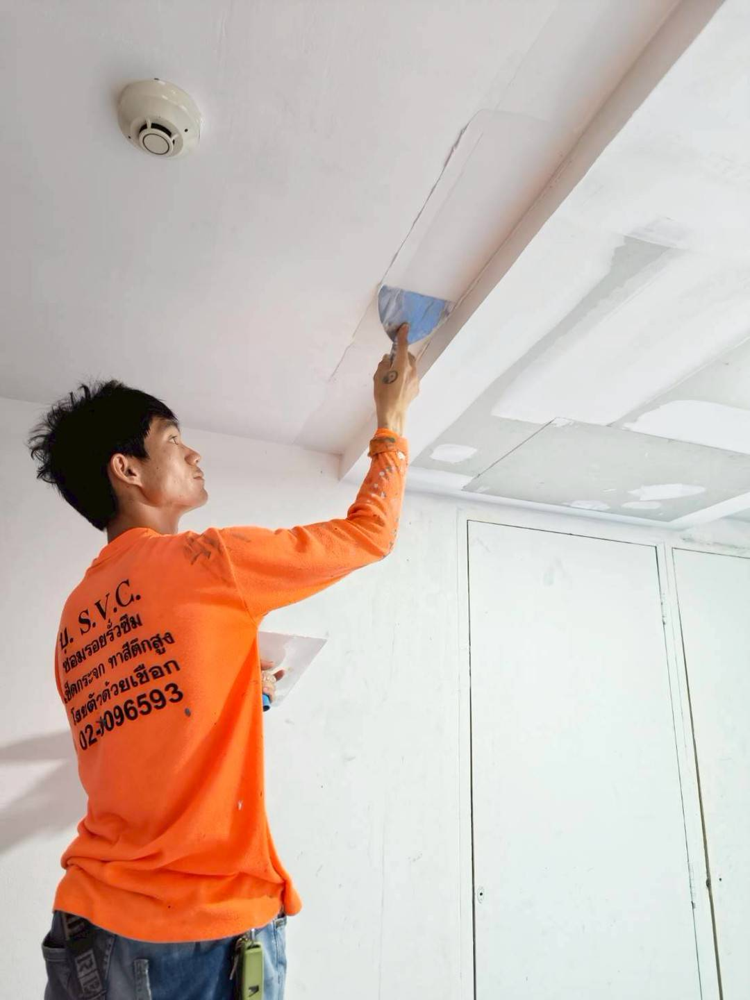 บ. S.V.C.
ซ่อมรอยรั่วซึม
เช็ดกระจก ทาสีตึกสูง
โรยตัวด้วยเชือก
02-1096593